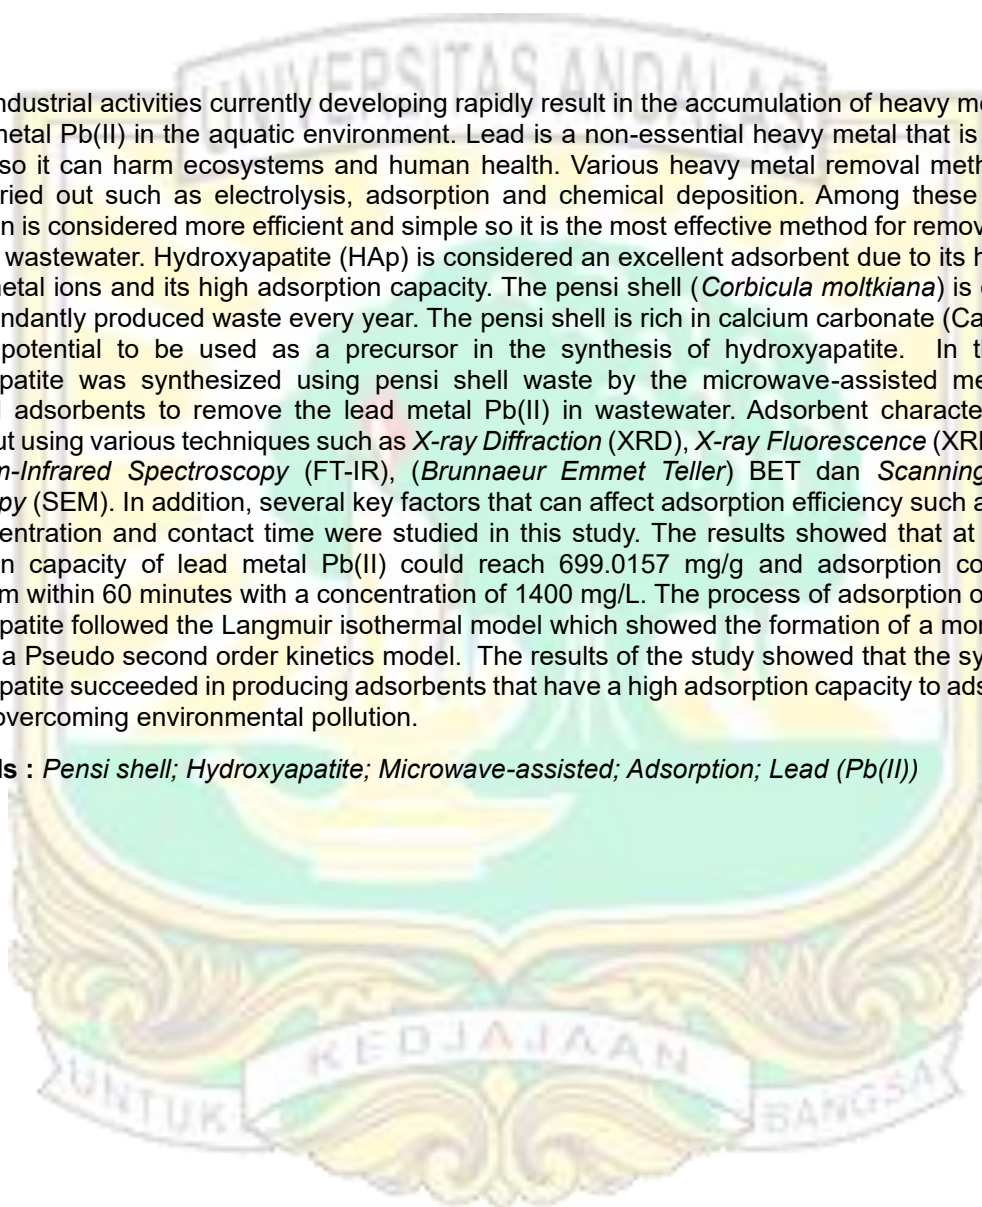 UNIVERSITAS ANDALAS
ndustrial activities currently developing rapidly result in the accumulation of heavy m
etal Pb(II) in the aquatic environment. Lead is a non-essential heavy metal that is
so it can harm ecosystems and human health. Various heavy metal removal meth
ried out such as electrolysis, adsorption and chemical deposition. Among these
n is considered more efficient and simple so it is the most effective method for remov
wastewater. Hydroxyapatite (HAp) is considered an excellent adsorbent due to its h
etal ions and its high adsorption capacity. The pensi shell (Corbicula moltkiana) is
ndantly produced waste every year. The pensi shell is rich in calcium carbonate (Ca
potential to be used as a precursor in the synthesis of hydroxyapatite. In t
patite was synthesized using pensi shell waste by the microwave-assisted me
adsorbents to remove the lead metal Pb(II) in wastewater. Adsorbent characte
ut using various techniques such as X-ray Diffraction (XRD), X-ray Fluorescence (XR
m-Infrared Spectroscopy (FT-IR), (Brunnaeur Emmet Teller) BET dan Scanning
py (SEM). In addition, several key factors that can affect adsorption efficiency such a
entration and contact time were studied in this study. The results showed that at
n capacity of lead metal Pb(II) could reach 699.0157 mg/g and adsorption co
m within 60 minutes with a concentration of 1400 mg/L. The process of adsorption o
patite followed the Langmuir isothermal model which showed the formation of a mo
a Pseudo second order kinetics model. The results of the study showed that the sy
patite succeeded in producing adsorbents that have a high adsorption capacity to ads
overcoming environmental pollution.
ds : Pensi shell; Hydroxyapatite; Microwave-assisted; Adsorption; Lead (Pb(II))
UNTUK KEDJAJAAN BANGSA